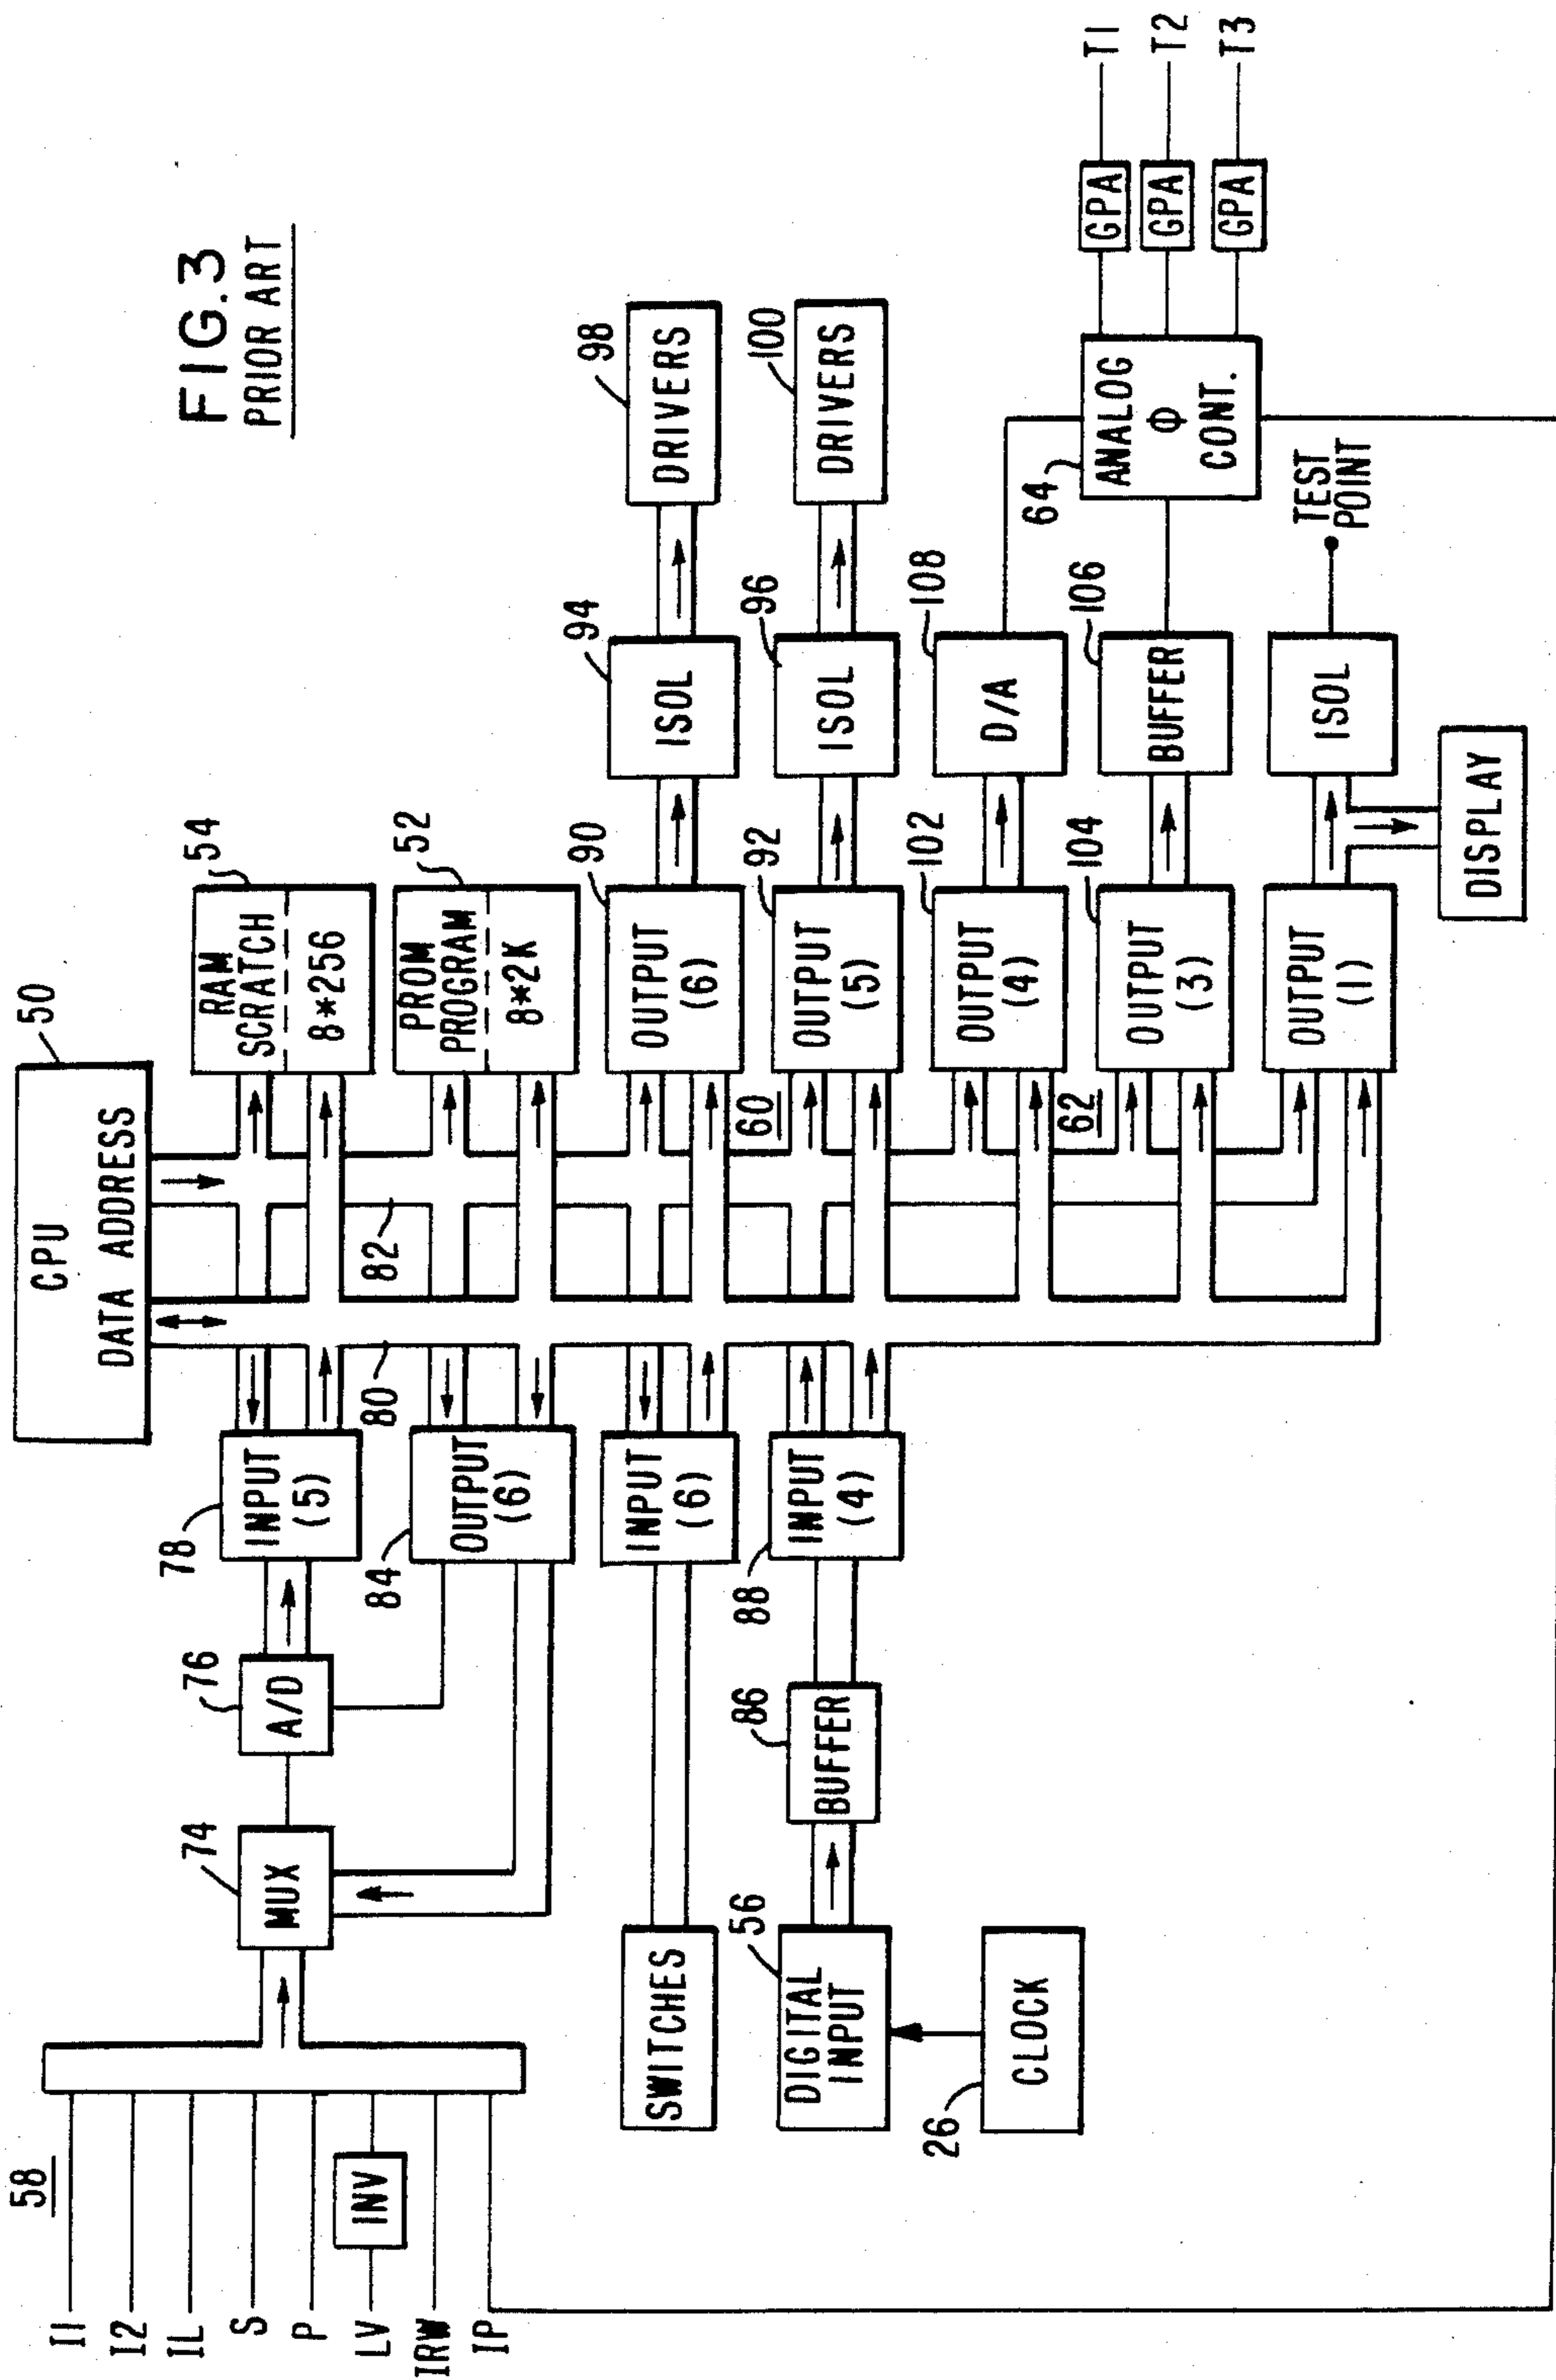 FIG.3
PRIOR ART
50
CPU
DATA ADDRESS
58
I1
I2
IL
S
P
LV
INV
IRW
IP
74
MUX
76
A/D
78
INPUT
(5)
80
82
54
RAM
SCRATCH
8*256
84
OUTPUT
(6)
52
PROM
PROGRAM
8*2K
SWITCHES
INPUT
(6)
90
OUTPUT
(6)
94
ISOL
98
DRIVERS
56
DIGITAL
INPUT
86
BUFFER
88
INPUT
(4)
60
92
OUTPUT
(5)
96
ISOL
100
DRIVERS
26
CLOCK
102
OUTPUT
(4)
108
D/A
62
104
OUTPUT
(3)
106
BUFFER
64
ANALOG
Φ
CONT.
GPA
T1
GPA
T2
GPA
T3
OUTPUT
(1)
ISOL
TEST
POINT
DISPLAY